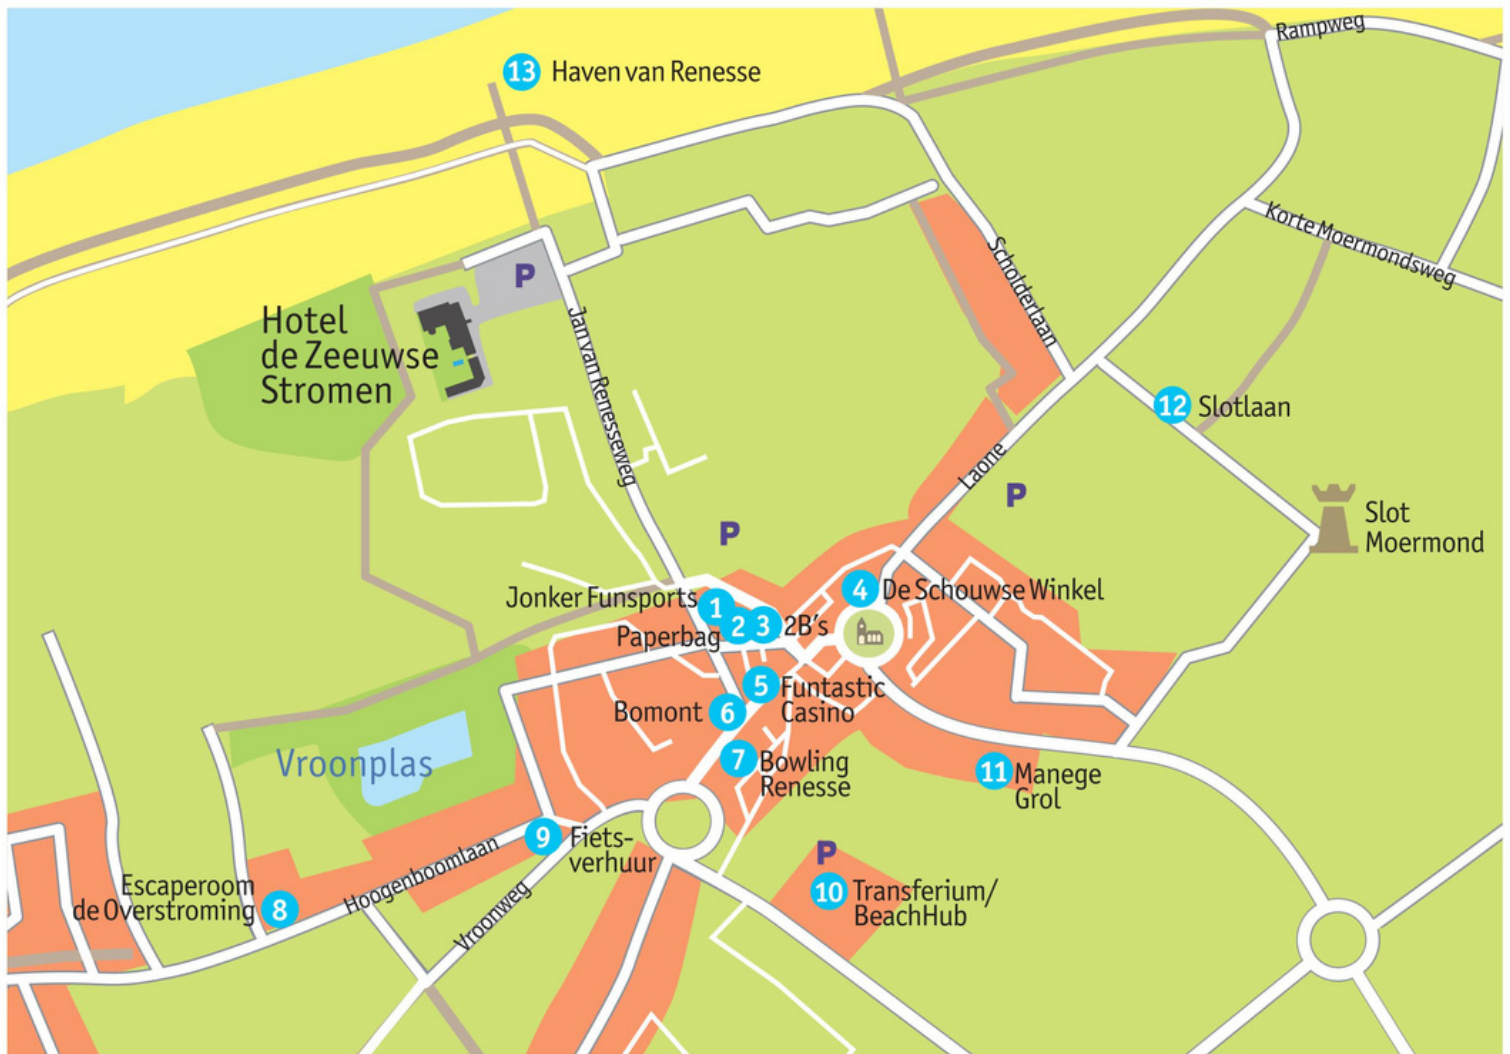 Rampweg
13 Haven van Renesse
Korte Moermondsweg
Scholderlaan
P
Hotel
de Zeeuwse
Stromen
Jan van Renesseweg
12 Slotlaan
Laone
P
Slot
Moermond
P
Jonker Funsports 1
4 De Schouwse Winkel
Paperbag 2
3 2B's
5 Funtastic
Casino
Bomont 6
Vroonplas
7 Bowling
Renesse
11 Manege
Grol
9 Fiets-
verhuur
P
Hoogenboomlaan
Escaperoom
de Overstroming 8
10 Transferium/
BeachHub
Vroonweg